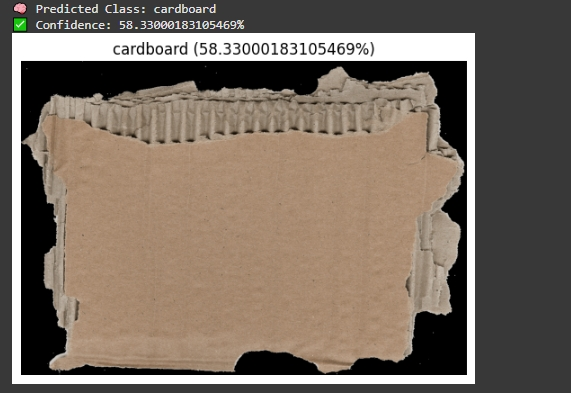 🧠 Predicted Class: cardboard
✅ Confidence: 58.33000183105469%
cardboard (58.33000183105469%)